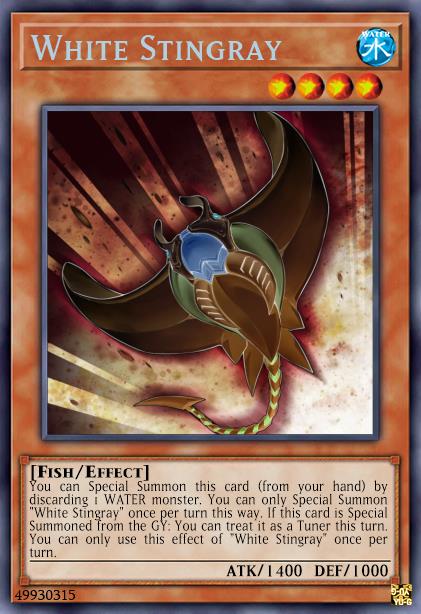 White Stingray
WATER
水
[Fish/Effect]
You can Special Summon this card (from your hand) by
discarding 1 WATER monster. You can only Special Summon
"White Stingray" once per turn this way. If this card is Special
Summoned from the GY: You can treat it as a Tuner this turn.
You can only use this effect of "White Stingray" once per
turn.
ATK/1400 DEF/1000
49930315